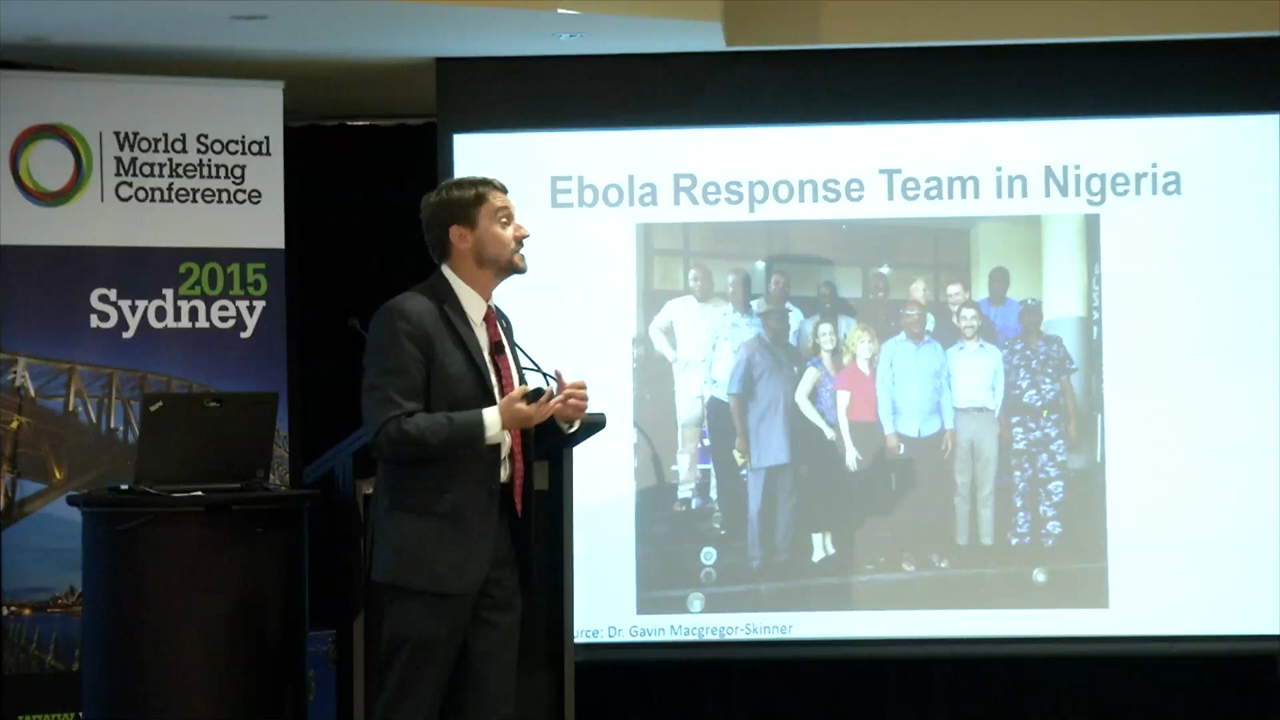 World Social
Marketing
Conference
2015
Sydney
Ebola Response Team in Nigeria
urce: Dr. Gavin Macgregor-Skinner